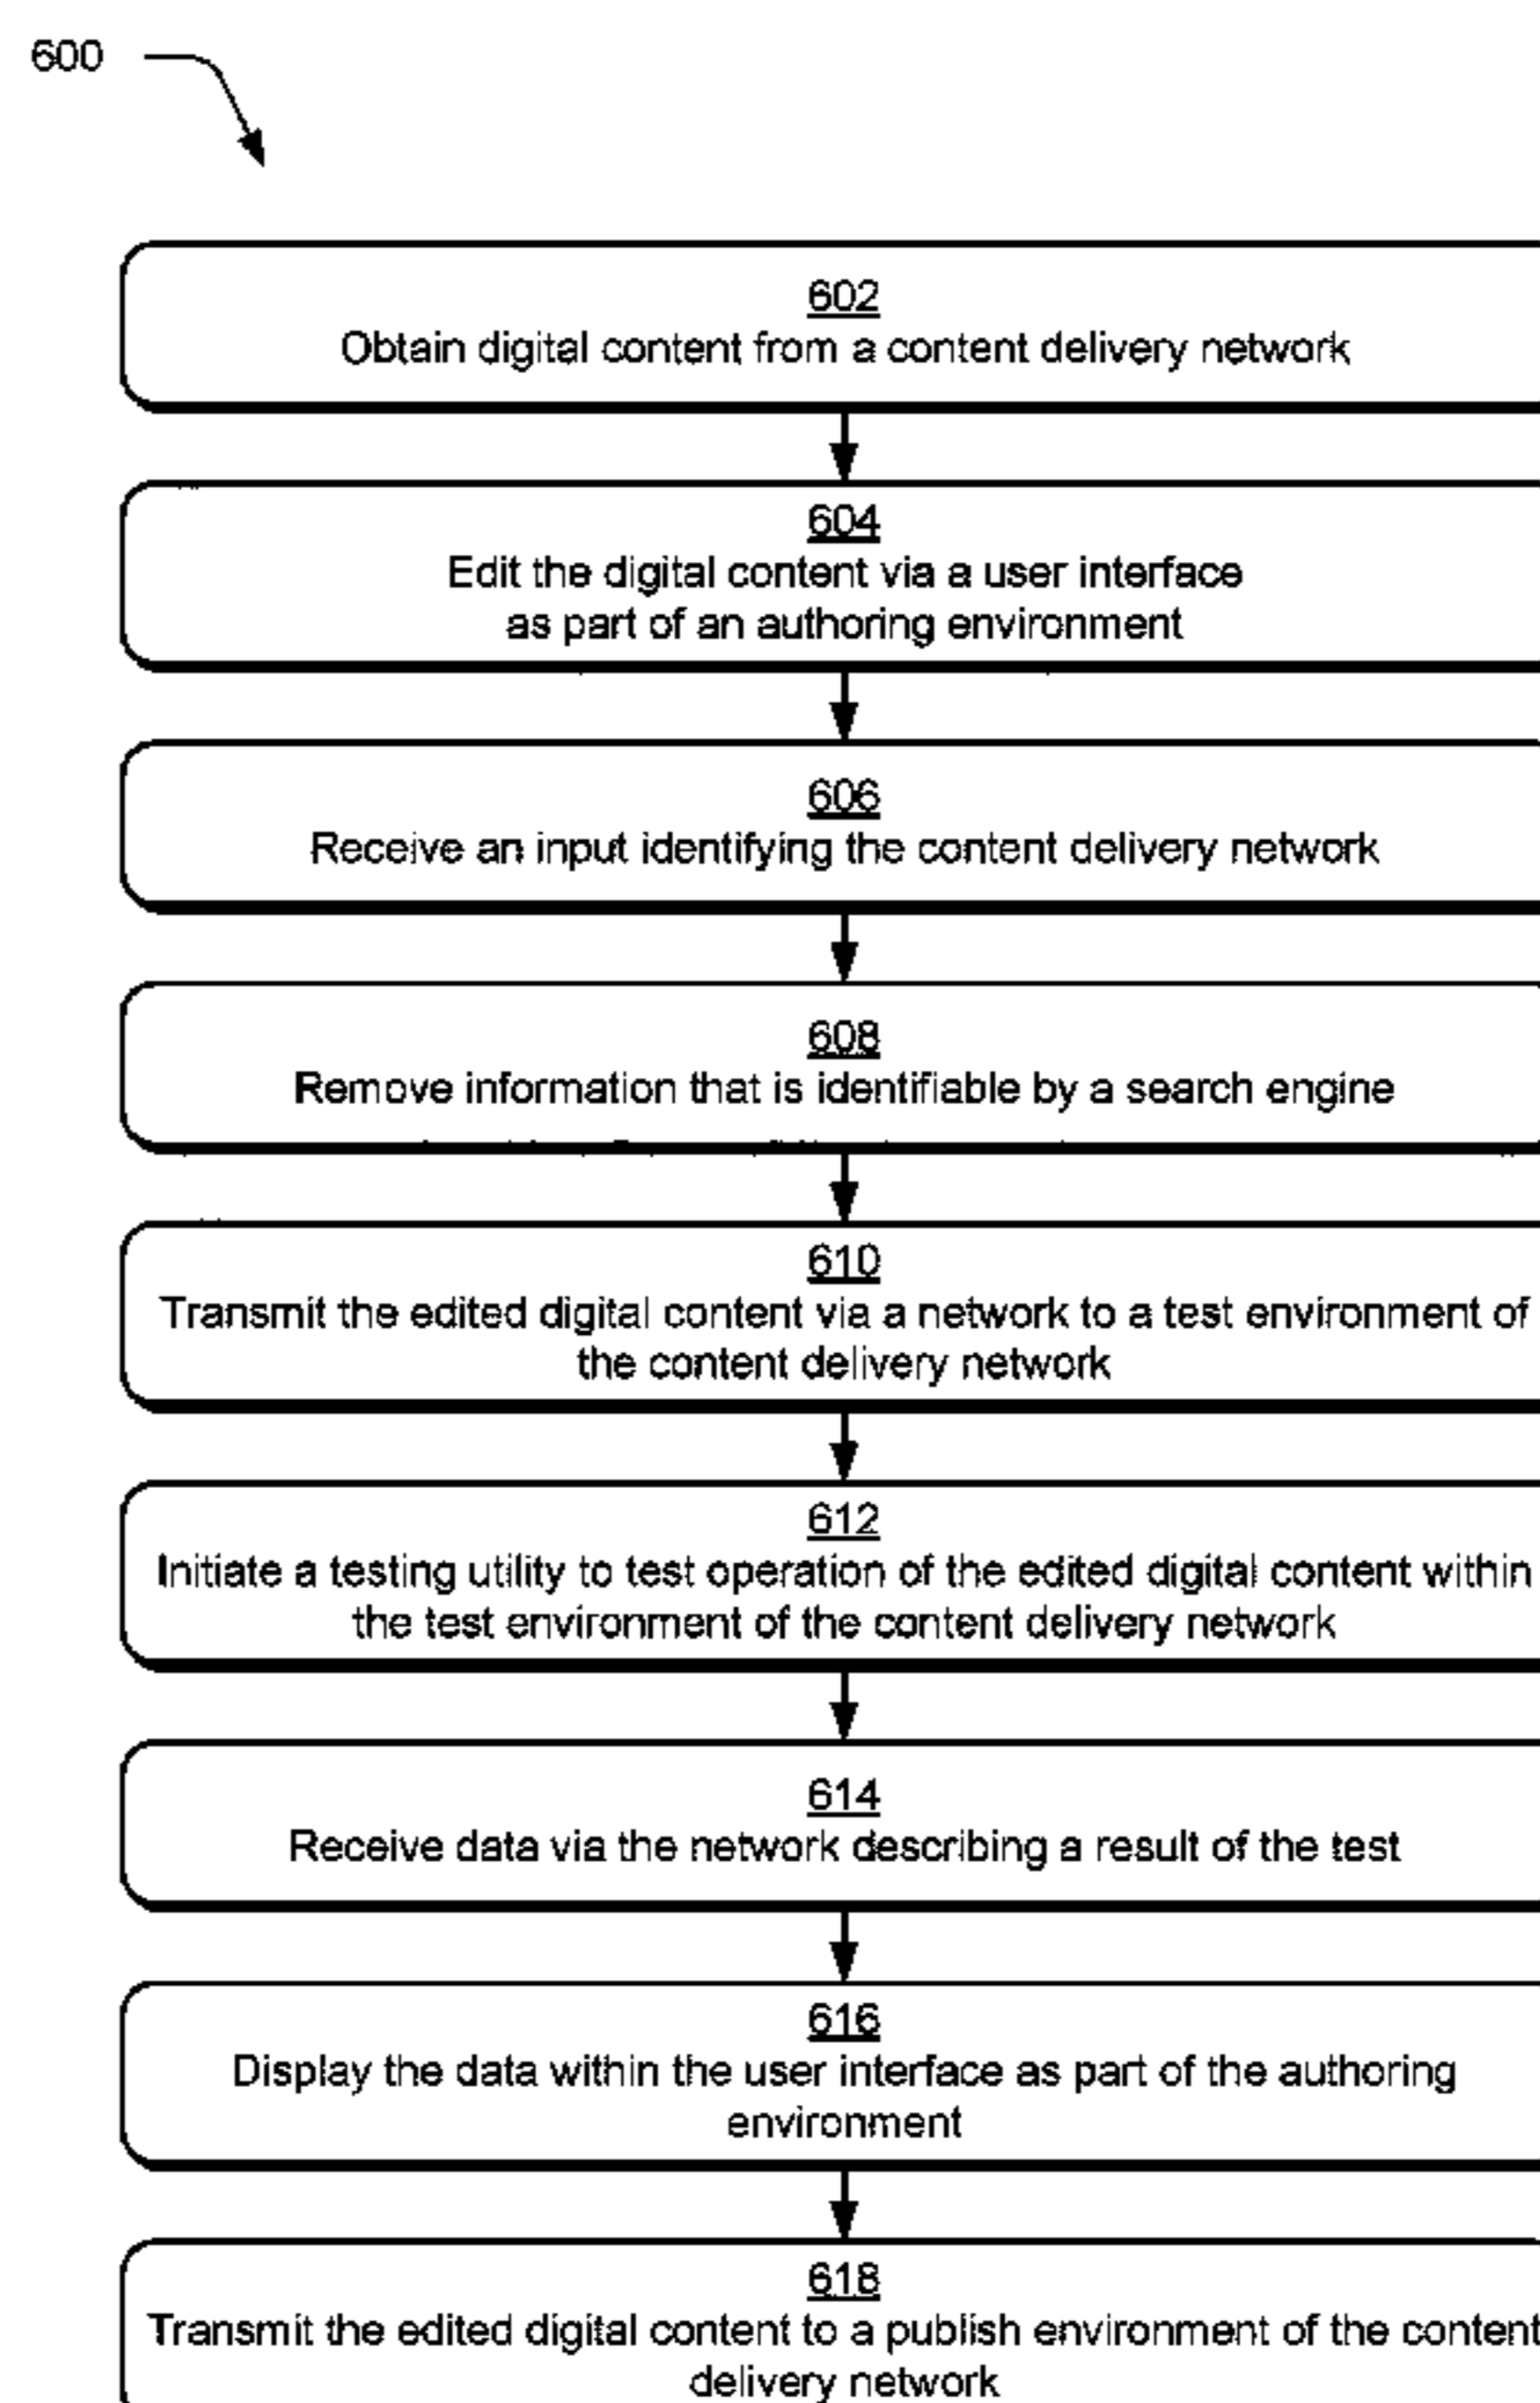 600
602
Obtain digital content from a content delivery network
604
Edit the digital content via a user interface
as part of an authoring environment
606
Receive an input identifying the content delivery network
608
Remove information that is identifiable by a search engine
610
Transmit the edited digital content via a network to a test environment of
the content delivery network
612
Initiate a testing utility to test operation of the edited digital content within
the test environment of the content delivery network
614
Receive data via the network describing a result of the test
616
Display the data within the user interface as part of the authoring
environment
618
Transmit the edited digital content to a publish environment of the content
delivery network